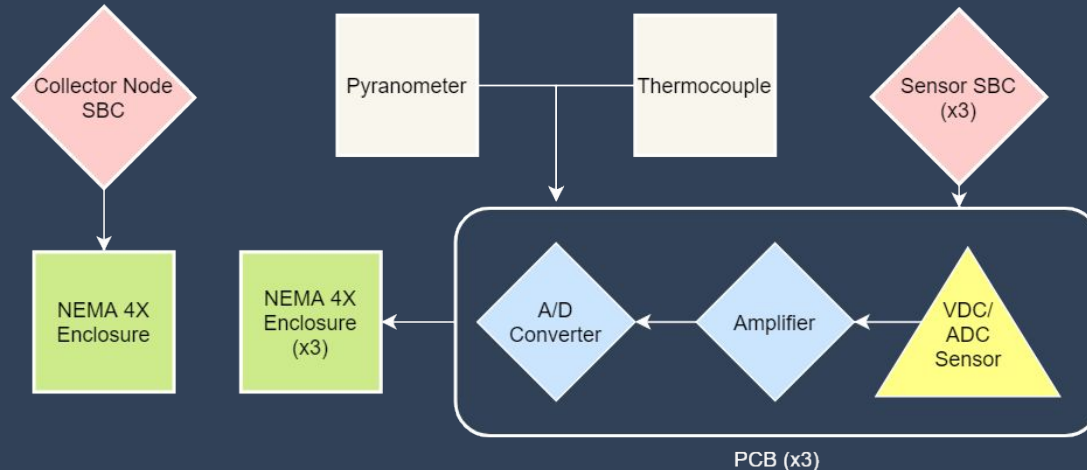 Collector Node
SBC
Pyranometer
Thermocouple
Sensor SBC
(x3)
NEMA 4X
Enclosure
NEMA 4X
Enclosure
(x3)
A/D
Converter
Amplifier
VDC/
ADC
Sensor
PCB (x3)